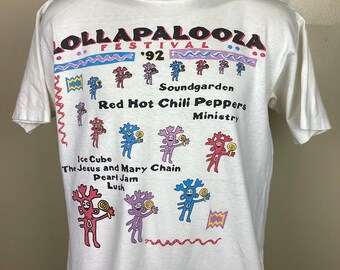 LOLLAPALOOZA
FESTIVAL
'92
Soundgarden
Red Hot Chili Peppers
Ministry
Ice Cube
The Jesus and Mary Chain
Pearl Jam
Lush